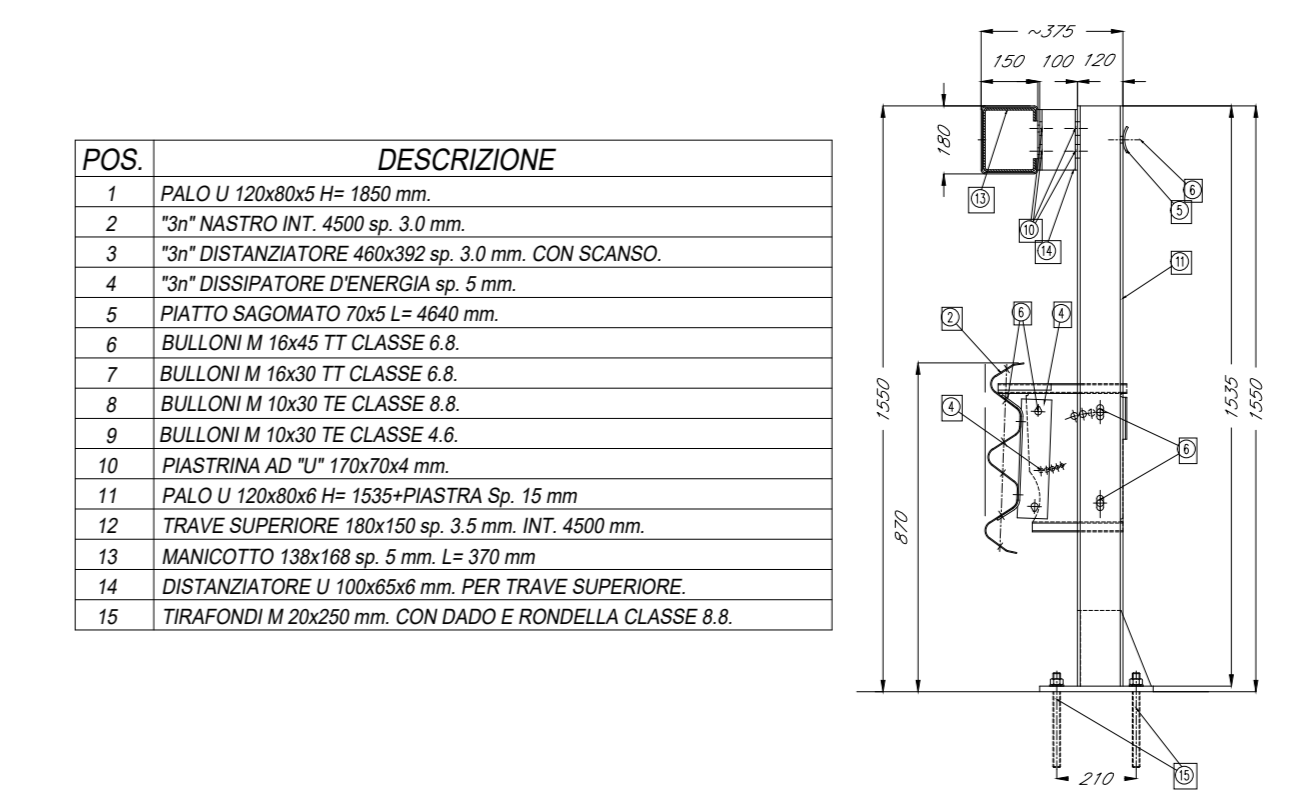 POS. DESCRIZIONE
1 PALO U 120x80x5 H= 1850 mm.
2 "3n" NASTRO INT. 4500 sp. 3.0 mm.
3 "3n" DISTANZIATORE 460x392 sp. 3.0 mm. CON SCANSO.
4 "3n" DISSIPATORE D'ENERGIA sp. 5 mm.
5 PIATTO SAGOMATO 70x5 L= 4640 mm.
6 BULLONI M 16x45 TT CLASSE 6.8.
7 BULLONI M 16x30 TT CLASSE 6.8.
8 BULLONI M 10x30 TE CLASSE 8.8.
9 BULLONI M 10x30 TE CLASSE 4.6.
10 PIASTRINA AD "U" 170x70x4 mm.
11 PALO U 120x80x6 H= 1535+PIASTRA Sp. 15 mm
12 TRAVE SUPERIORE 180x150 sp. 3.5 mm. INT. 4500 mm.
13 MANICOTTO 138x168 sp. 5 mm. L= 370 mm
14 DISTANZIATORE U 100x65x6 mm. PER TRAVE SUPERIORE.
15 TIRAFONDI M 20x250 mm. CON DADO E RONDELLA CLASSE 8.8.
~375
150 100 120
180
13
10
14
6
5
11
2
6
4
4
6
1550
870
1535
1550
210
15